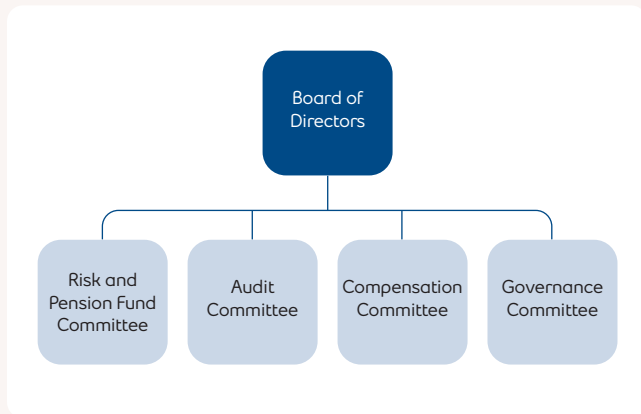 Board of
Directors
Risk and
Pension Fund
Committee
Audit
Committee
Compensation
Committee
Governance
Committee